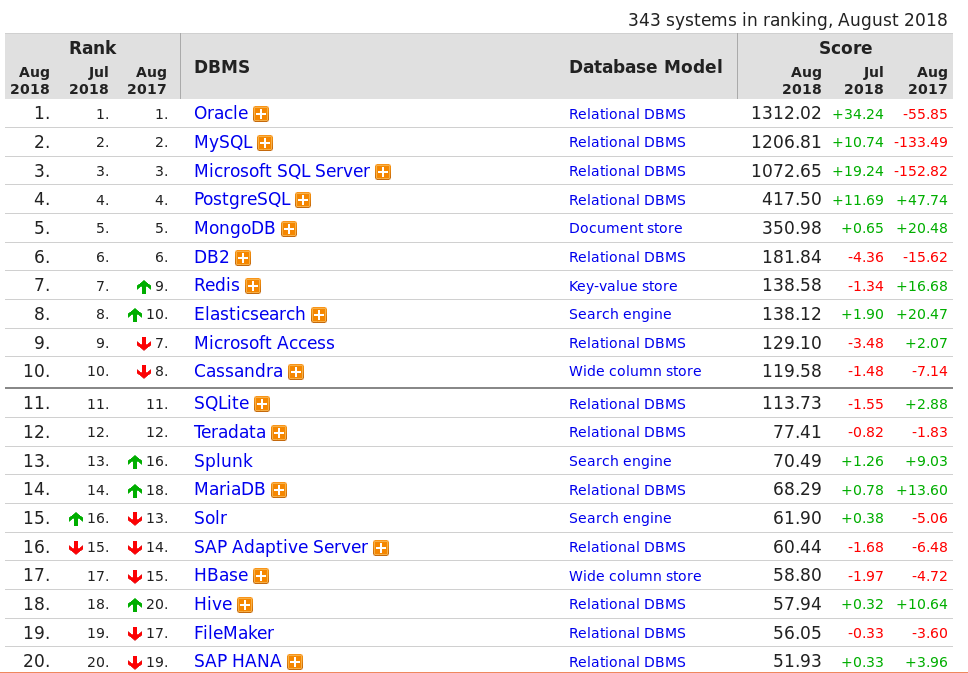 343 systems in ranking, August 2018
Rank DBMS Database Model Score
Aug 2018 Jul 2018 Aug 2017 Aug 2018 Jul 2018 Aug 2017
1. 1. 1. Oracle Relational DBMS 1312.02 +34.24 -55.85
2. 2. 2. MySQL Relational DBMS 1206.81 +10.74 -133.49
3. 3. 3. Microsoft SQL Server Relational DBMS 1072.65 +19.24 -152.82
4. 4. 4. PostgreSQL Relational DBMS 417.50 +11.69 +47.74
5. 5. 5. MongoDB Document store 350.98 +0.65 +20.48
6. 6. 6. DB2 Relational DBMS 181.84 -4.36 -15.62
7. 7. 9. Redis Key-value store 138.58 -1.34 +16.68
8. 8. 10. Elasticsearch Search engine 138.12 +1.90 +20.47
9. 9. 7. Microsoft Access Relational DBMS 129.10 -3.48 +2.07
10. 10. 8. Cassandra Wide column store 119.58 -1.48 -7.14
11. 11. 11. SQLite Relational DBMS 113.73 -1.55 +2.88
12. 12. 12. Teradata Relational DBMS 77.41 -0.82 -1.83
13. 13. 16. Splunk Search engine 70.49 +1.26 +9.03
14. 14. 18. MariaDB Relational DBMS 68.29 +0.78 +13.60
15. 16. 13. Solr Search engine 61.90 +0.38 -5.06
16. 15. 14. SAP Adaptive Server Relational DBMS 60.44 -1.68 -6.48
17. 17. 15. HBase Wide column store 58.80 -1.97 -4.72
18. 18. 20. Hive Relational DBMS 57.94 +0.32 +10.64
19. 19. 17. FileMaker Relational DBMS 56.05 -0.33 -3.60
20. 20. 19. SAP HANA Relational DBMS 51.93 +0.33 +3.96